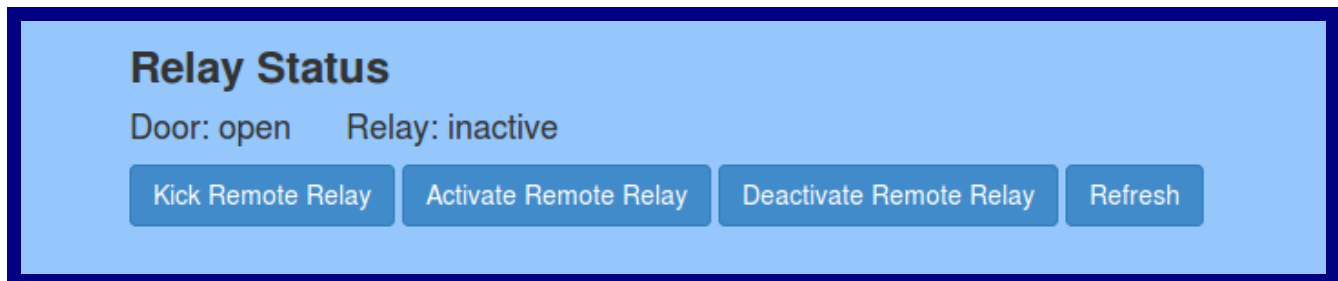 Relay Status
Door: open Relay: inactive
Kick Remote Relay Activate Remote Relay Deactivate Remote Relay Refresh